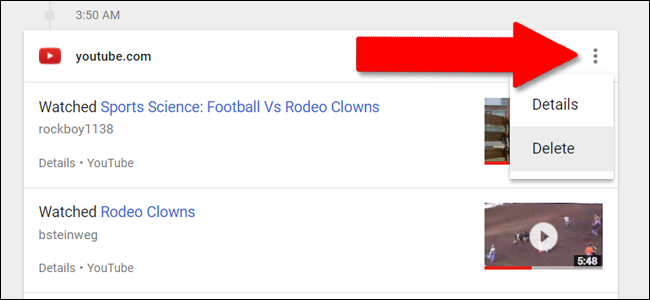 3:50 AM
youtube.com
Details
Delete
Watched Sports Science: Football Vs Rodeo Clowns
rockboy1138
Details • YouTube
Watched Rodeo Clowns
bsteinweg
5:48
Details • YouTube